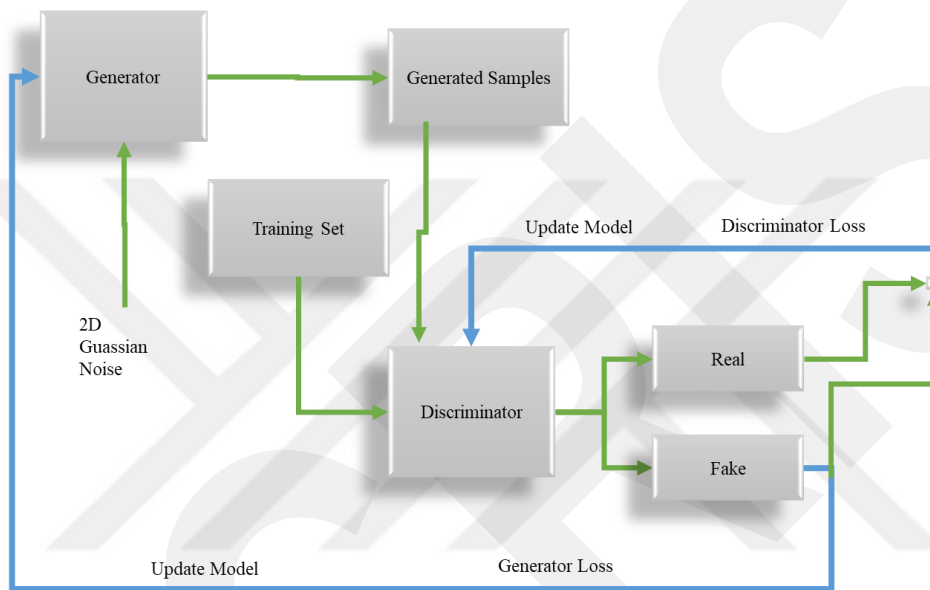 Generator
Generated Samples
Training Set
Update Model
Discriminator Loss
2D
Guassian
Noise
Real
Discriminator
Fake
Update Model
Generator Loss